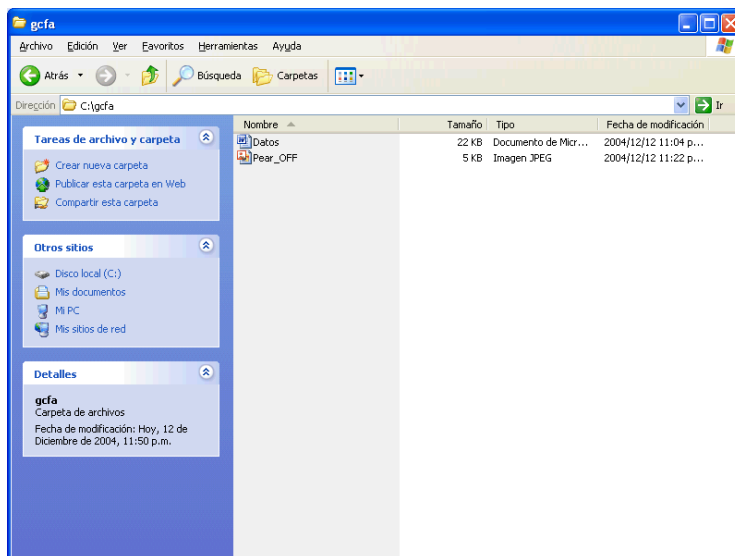 gcfa
Archivo Edición Ver Favoritos Herramientas Ayuda
Atrás Búsqueda Carpetas
Dirección C:\gcfa Ir
Tareas de archivo y carpeta
Crear nueva carpeta
Publicar esta carpeta en Web
Compartir esta carpeta
Otros sitios
Disco local (C:)
Mis documentos
Mi PC
Mis sitios de red
Detalles
gcfa
Carpeta de archivos
Fecha de modificación: Hoy, 12 de
Diciembre de 2004, 11:50 p.m.
Nombre Tamaño Tipo Fecha de modificación
Datos 22 KB Documento de Micr... 2004/12/12 11:04 p...
Pear_OFF 5 KB Imagen JPEG 2004/12/12 11:22 p...